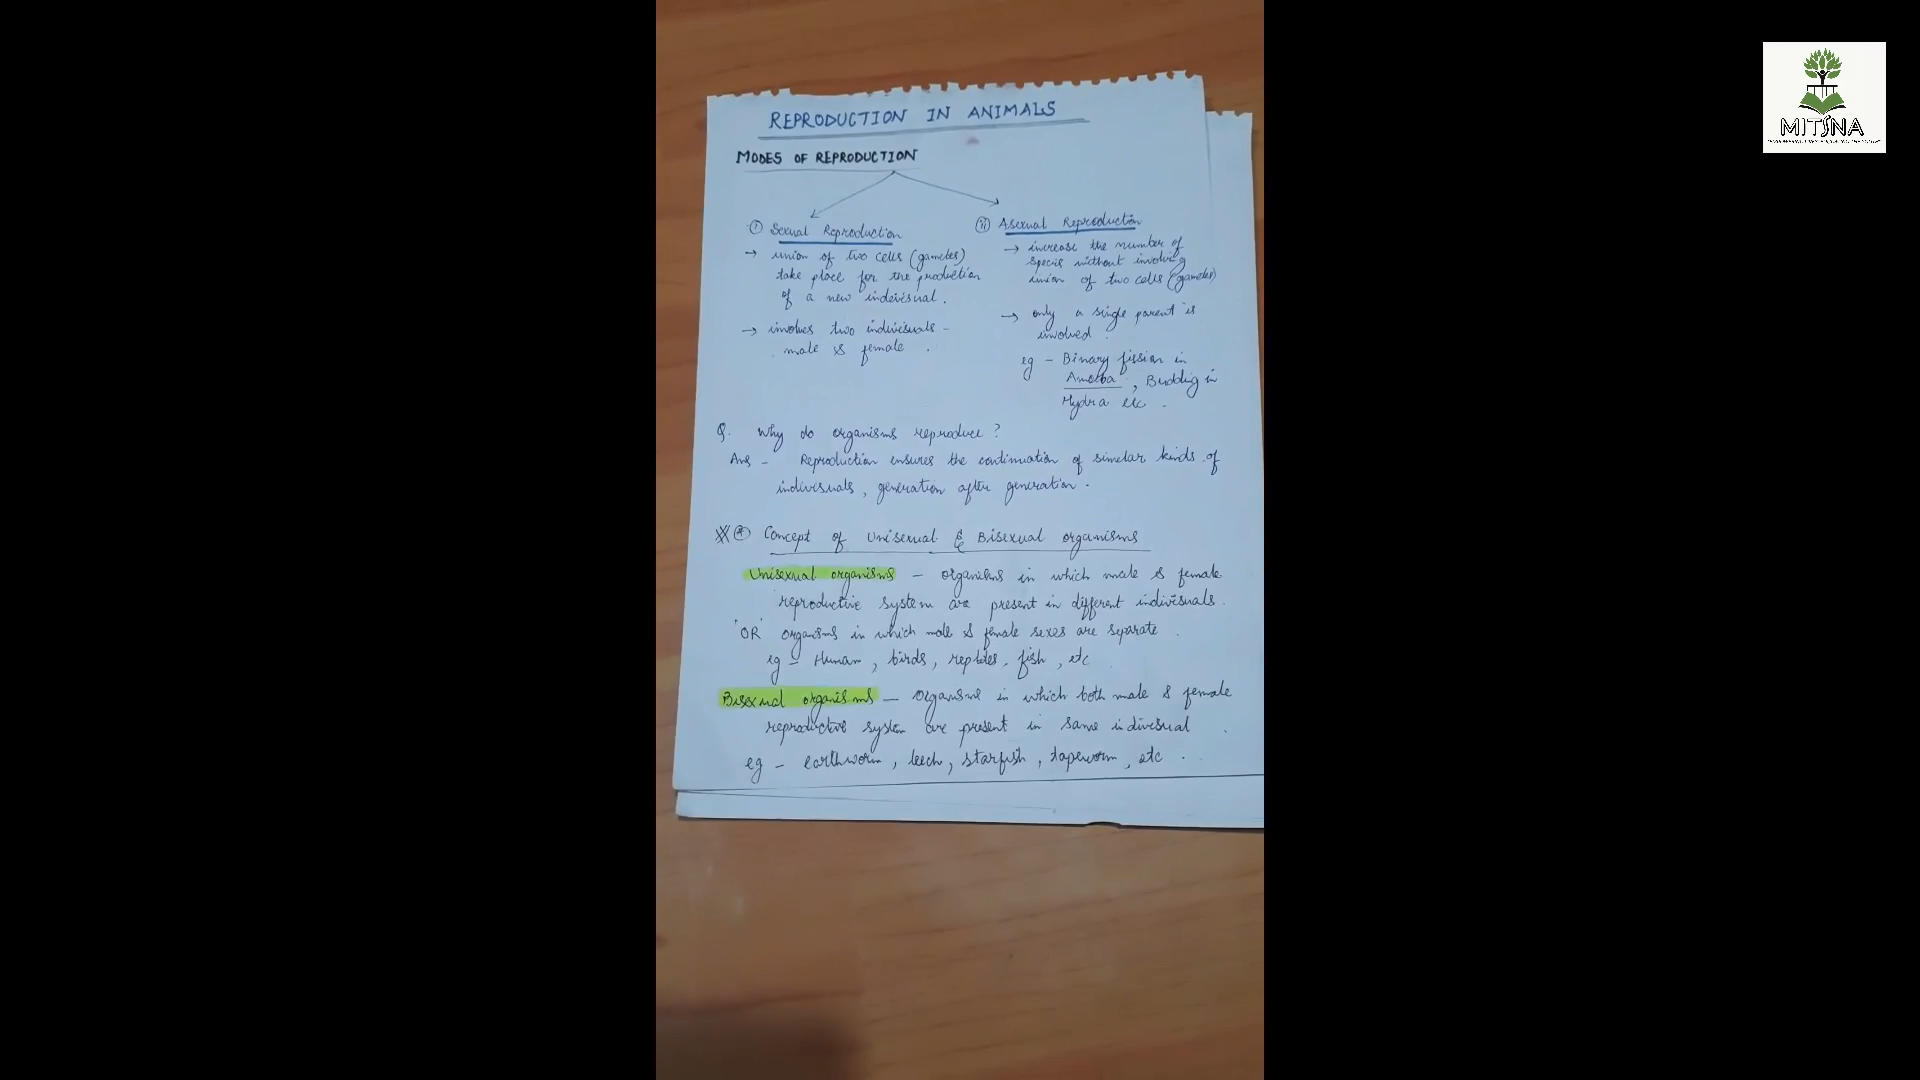 REPRODUCTION IN ANIMALS
MODES OF REPRODUCTION
(i) Sexual Reproduction
→ union of two cells (gametes)
take place for the production
of a new indivisual.
→ involves two indivisuals -
male & female.
(ii) Asexual Reproduction
→ increase the number of
specis without involving
union of two cells (gametes)
→ only a single parent is
involved.
eg - Binary fission in
Amoeba, Budding in
Hydra etc.
Q. Why do organisms reproduce?
Ans - Reproduction ensures the continuation of similar kinds of
indivisuals, generation after generation.
Concept of Unisexual & Bisexual organisms
Unisexual organisms - organisms in which male & female
reproductive system are present in different indivisuals.
'OR' organisms in which male & female sexes are separate.
eg - Human, birds, reptiles, fish, etc
Bisexual organisms - organisms in which both male & female
reproductive system are present in same indivisual.
eg - earthworm, leech, starfish, tapeworm, etc.
MITSNA